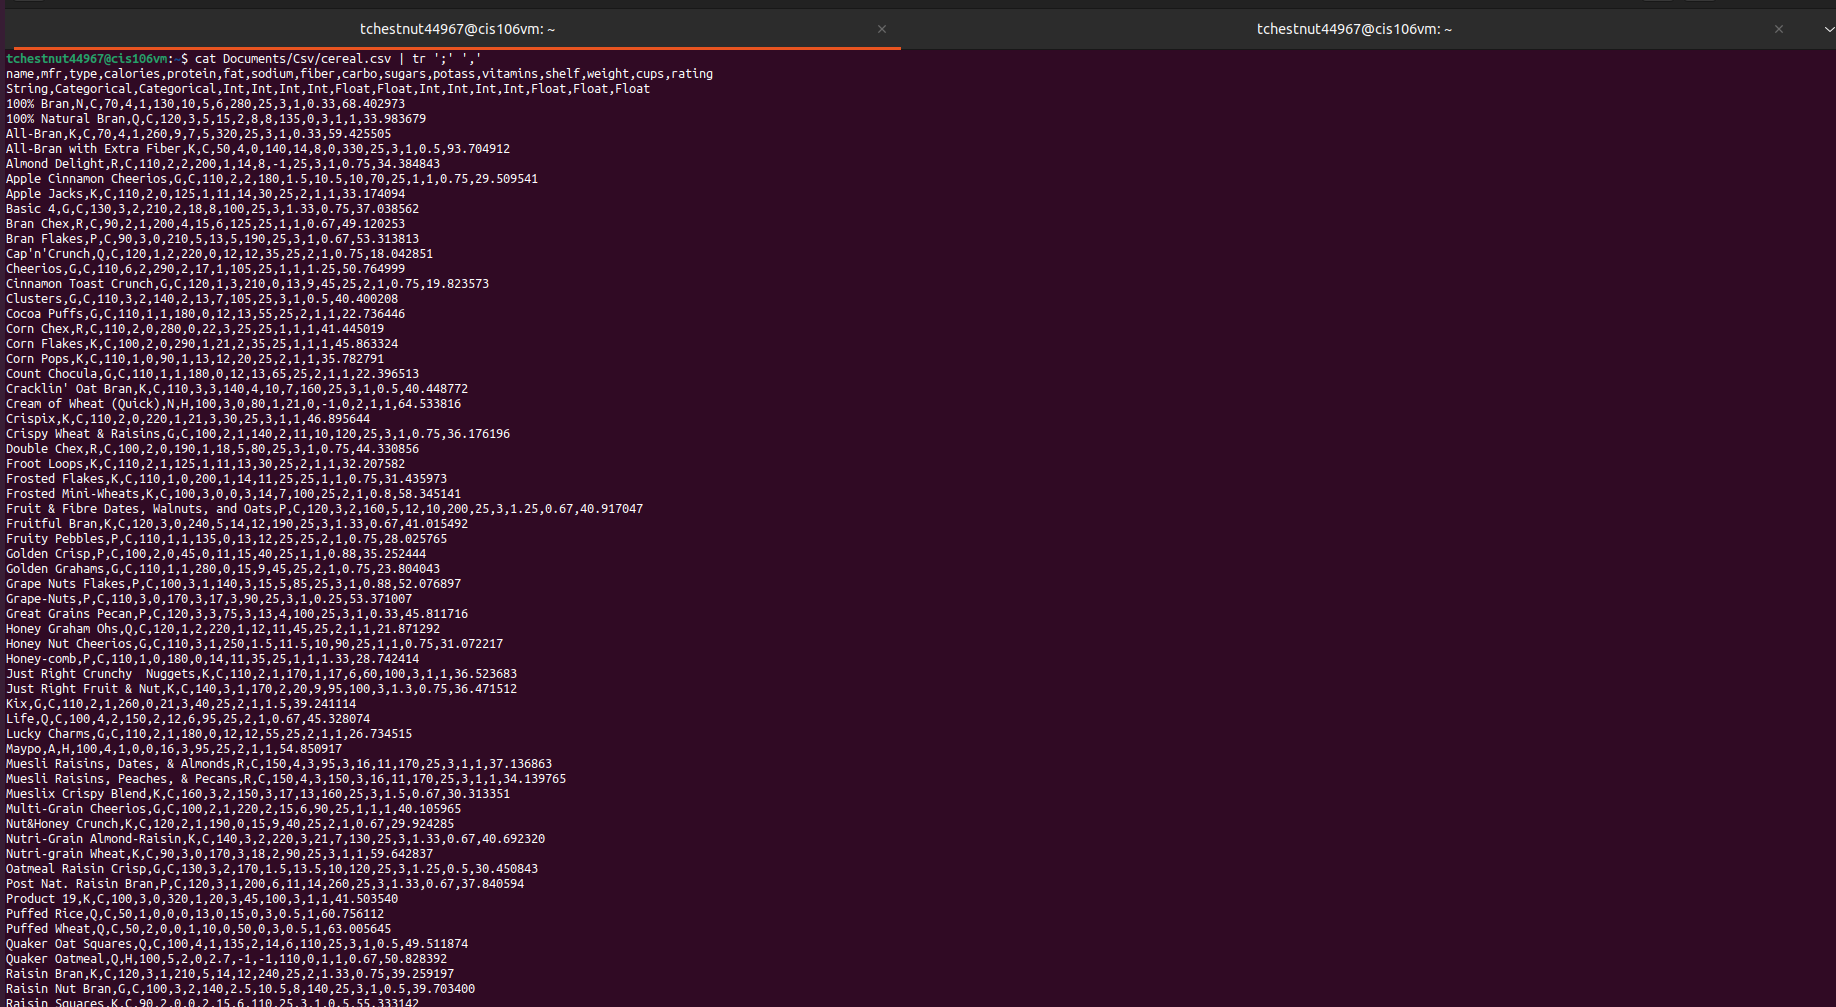 tchestnut44967@cis106vm: ~
tchestnut44967@cis106vm: ~
tchestnut44967@cis106vm:~$ cat Documents/Csv/cereal.csv | tr ';' ','
name,mfr,type,calories,protein,fat,sodium,fiber,carbo,sugars,potass,vitamins,shelf,weight,cups,rating
String,Categorical,Categorical,Int,Int,Int,Int,Float,Float,Int,Int,Int,Int,Float,Float,Float
100% Bran,N,C,70,4,1,130,10,5,6,280,25,3,1,0.33,68.402973
100% Natural Bran,Q,C,120,3,5,15,2,8,8,135,0,3,1,1,33.983679
All-Bran,K,C,70,4,1,260,9,7,5,320,25,3,1,0.33,59.425505
All-Bran with Extra Fiber,K,C,50,4,0,140,14,8,0,330,25,3,1,0.5,93.704912
Almond Delight,R,C,110,2,2,200,1,14,8,-1,25,3,1,0.75,34.384843
Apple Cinnamon Cheerios,G,C,110,2,2,180,1.5,10.5,10,70,25,1,1,0.75,29.509541
Apple Jacks,K,C,110,2,0,125,1,11,14,30,25,2,1,1,33.174094
Basic 4,G,C,130,3,2,210,2,18,8,100,25,3,1.33,0.75,37.038562
Bran Chex,R,C,90,2,1,200,4,15,6,125,25,1,1,0.67,49.120253
Bran Flakes,P,C,90,3,0,210,5,13,5,190,25,3,1,0.67,53.313813
Cap'n'Crunch,Q,C,120,1,2,220,0,12,12,35,25,2,1,0.75,18.042851
Cheerios,G,C,110,6,2,290,2,17,1,105,25,1,1,1.25,50.764999
Cinnamon Toast Crunch,G,C,120,1,3,210,0,13,9,45,25,2,1,0.75,19.823573
Clusters,G,C,110,3,2,140,2,13,7,105,25,3,1,0.5,40.400208
Cocoa Puffs,G,C,110,1,1,180,0,12,13,55,25,2,1,1,22.736446
Corn Chex,R,C,110,2,0,280,0,22,3,25,25,1,1,1,41.445019
Corn Flakes,K,C,100,2,0,290,1,21,2,35,25,1,1,1,45.863324
Corn Pops,K,C,110,1,0,90,1,13,12,20,25,2,1,1,35.782791
Count Chocula,G,C,110,1,1,180,0,12,13,65,25,2,1,1,22.396513
Cracklin' Oat Bran,K,C,110,3,3,140,4,10,7,160,25,3,1,0.5,40.448772
Cream of Wheat (Quick),N,H,100,3,0,80,1,21,0,-1,0,2,1,1,64.533816
Crispix,K,C,110,2,0,220,1,21,3,30,25,3,1,1,46.895644
Crispy Wheat & Raisins,G,C,100,2,1,140,2,11,10,120,25,3,1,0.75,36.176196
Double Chex,R,C,100,2,0,190,1,18,5,80,25,3,1,0.75,44.330856
Froot Loops,K,C,110,2,1,125,1,11,13,30,25,2,1,1,32.207582
Frosted Flakes,K,C,110,1,0,200,1,14,11,25,25,1,1,0.75,31.435973
Frosted Mini-Wheats,K,C,100,3,0,0,3,14,7,100,25,2,1,0.8,58.345141
Fruit & Fibre Dates, Walnuts, and Oats,P,C,120,3,2,160,5,12,10,200,25,3,1.25,0.67,40.917047
Fruitful Bran,K,C,120,3,0,240,5,14,12,190,25,3,1.33,0.67,41.015492
Fruity Pebbles,P,C,110,1,1,135,0,13,12,25,25,2,1,0.75,28.025765
Golden Crisp,P,C,100,2,0,45,0,11,15,40,25,1,1,0.88,35.252444
Golden Grahams,G,C,110,1,1,280,0,15,9,45,25,2,1,0.75,23.804043
Grape Nuts Flakes,P,C,100,3,1,140,3,15,5,85,25,3,1,0.88,52.076897
Grape-Nuts,P,C,110,3,0,170,3,17,3,90,25,3,1,0.25,53.371007
Great Grains Pecan,P,C,120,3,3,75,3,13,4,100,25,3,1,0.33,45.811716
Honey Graham Ohs,Q,C,120,1,2,220,1,12,11,45,25,2,1,1,21.871292
Honey Nut Cheerios,G,C,110,3,1,250,1.5,11.5,10,90,25,1,1,0.75,31.072217
Honey-comb,P,C,110,1,0,180,0,14,11,35,25,1,1,1.33,28.742414
Just Right Crunchy  Nuggets,K,C,110,2,1,170,1,17,6,60,100,3,1,1,36.523683
Just Right Fruit & Nut,K,C,140,3,1,170,2,20,9,95,100,3,1.3,0.75,36.471512
Kix,G,C,110,2,1,260,0,21,3,40,25,2,1,1.5,39.241114
Life,Q,C,100,4,2,150,2,12,6,95,25,2,1,0.67,45.328074
Lucky Charms,G,C,110,2,1,180,0,12,12,55,25,2,1,1,26.734515
Maypo,A,H,100,4,1,0,0,16,3,95,25,2,1,1,54.850917
Muesli Raisins, Dates, & Almonds,R,C,150,4,3,95,3,16,11,170,25,3,1,1,37.136863
Muesli Raisins, Peaches, & Pecans,R,C,150,4,3,150,3,16,11,170,25,3,1,1,34.139765
Mueslix Crispy Blend,K,C,160,3,2,150,3,17,13,160,25,3,1.5,0.67,30.313351
Multi-Grain Cheerios,G,C,100,2,1,220,2,15,6,90,25,1,1,1,40.105965
Nut&Honey Crunch,K,C,120,2,1,190,0,15,9,40,25,2,1,0.67,29.924285
Nutri-Grain Almond-Raisin,K,C,140,3,2,220,3,21,7,130,25,3,1.33,0.67,40.692320
Nutri-grain Wheat,K,C,90,3,0,170,3,18,2,90,25,3,1,1,59.642837
Oatmeal Raisin Crisp,G,C,130,3,2,170,1.5,13.5,10,120,25,3,1.25,0.5,30.450843
Post Nat. Raisin Bran,P,C,120,3,1,200,6,11,14,260,25,3,1.33,0.67,37.840594
Product 19,K,C,100,3,0,320,1,20,3,45,100,3,1,1,41.503540
Puffed Rice,Q,C,50,1,0,0,0,13,0,15,0,3,0.5,1,60.756112
Puffed Wheat,Q,C,50,2,0,0,1,10,0,50,0,3,0.5,1,63.005645
Quaker Oat Squares,Q,C,100,4,1,135,2,14,6,110,25,3,1,0.5,49.511874
Quaker Oatmeal,Q,H,100,5,2,0,2.7,-1,-1,110,0,1,1,0.67,50.828392
Raisin Bran,K,C,120,3,1,210,5,14,12,240,25,2,1.33,0.75,39.259197
Raisin Nut Bran,G,C,100,3,2,140,2.5,10.5,8,140,25,3,1,0.5,39.703400
Raisin Squares,K,C,90,2,0,0,2,15,6,110,25,3,1,0.5,55.333142